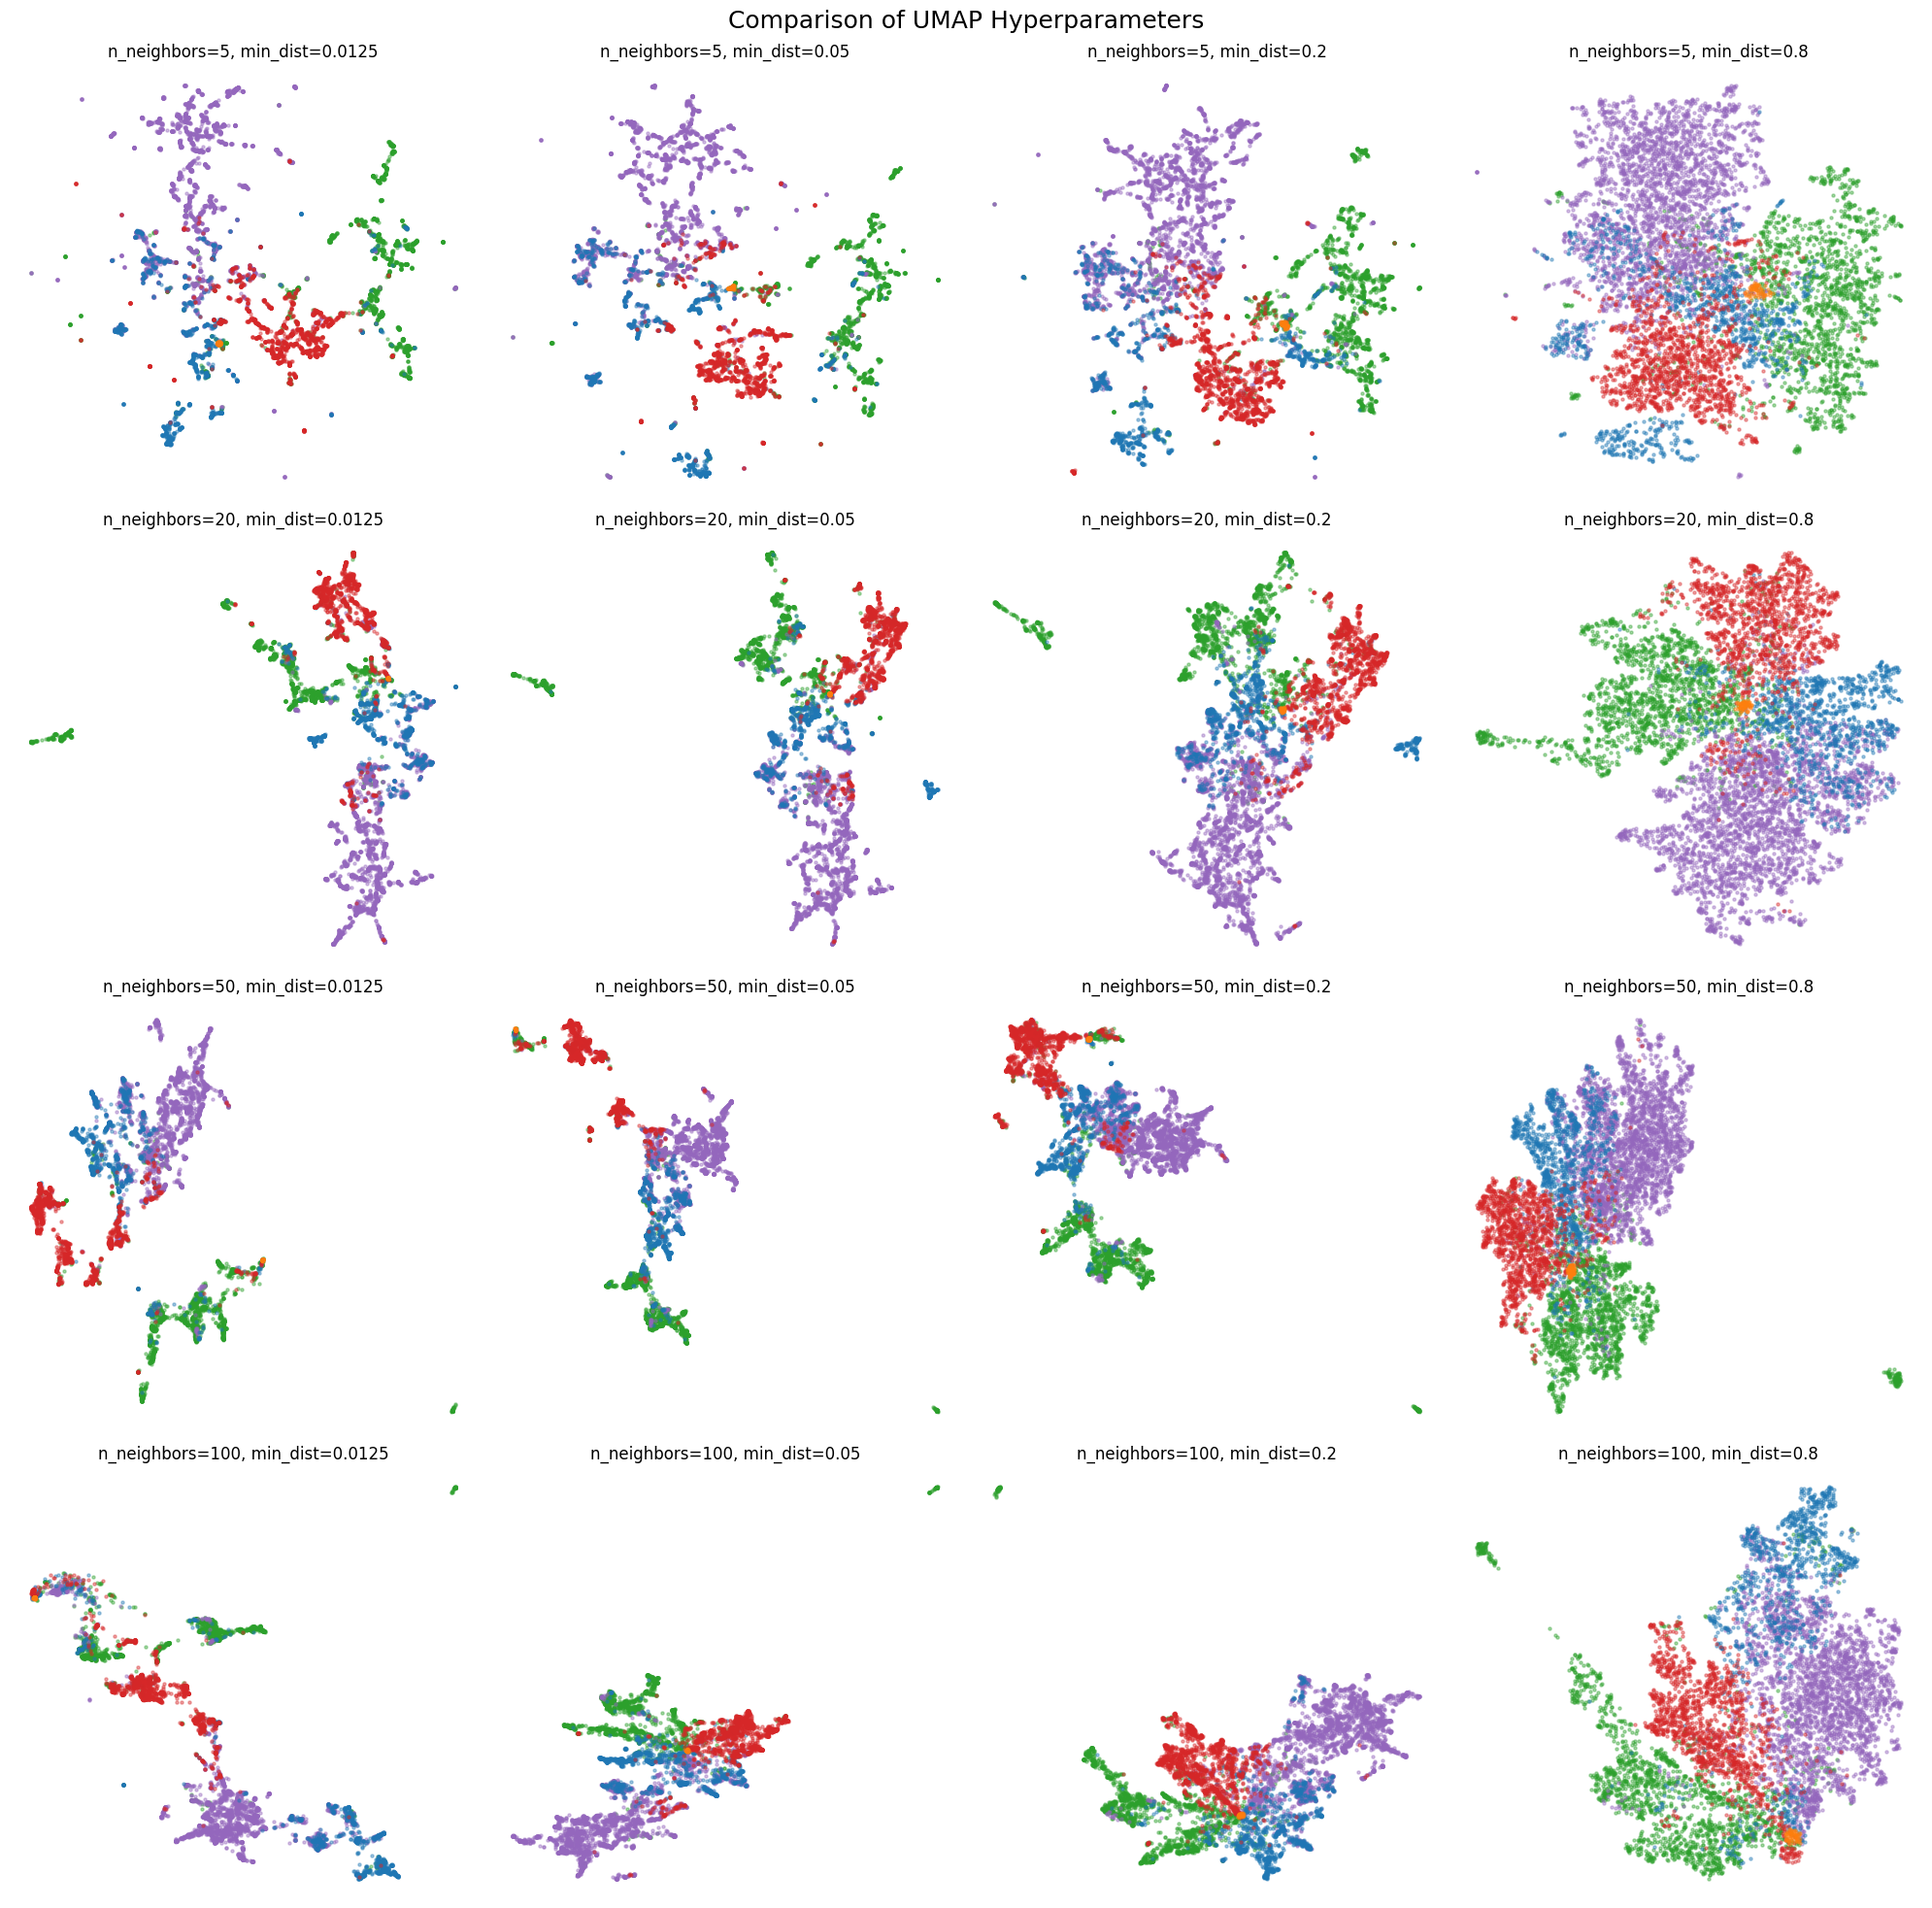 Comparison of UMAP Hyperparameters
n_neighbors=5, min_dist=0.0125
n_neighbors=5, min_dist=0.05
n_neighbors=5, min_dist=0.2
n_neighbors=5, min_dist=0.8
n_neighbors=20, min_dist=0.0125
n_neighbors=20, min_dist=0.05
n_neighbors=20, min_dist=0.2
n_neighbors=20, min_dist=0.8
n_neighbors=50, min_dist=0.0125
n_neighbors=50, min_dist=0.05
n_neighbors=50, min_dist=0.2
n_neighbors=50, min_dist=0.8
n_neighbors=100, min_dist=0.0125
n_neighbors=100, min_dist=0.05
n_neighbors=100, min_dist=0.2
n_neighbors=100, min_dist=0.8